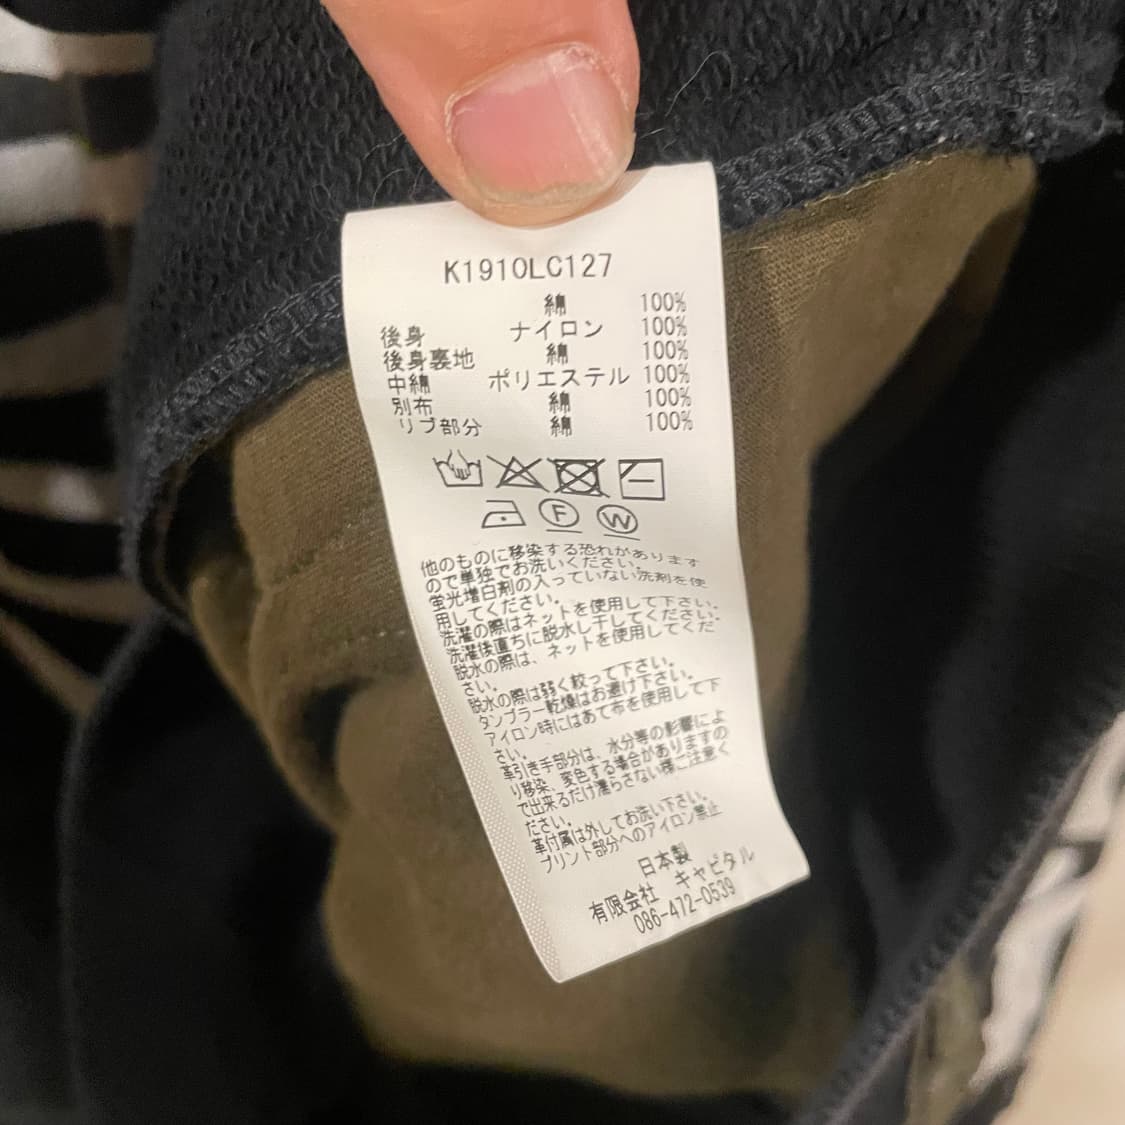 K1910LC127
綿 100%
後身 ナイロン 100%
後身裏地 綿 100%
中綿 ポリエステル 100%
別布 綿 100%
リブ部分 綿 100%
F W
他のものに移染する恐れがあります
ので単独でお洗いください。
蛍光増白剤の入っていない洗剤を使
用してください。
洗濯の際はネットを使用して下さい。
洗濯後直ちに脱水し干してください。
脱水の際は、ネットを使用してくだ
さい。
脱水の際は弱く絞って下さい。
タンブラー乾燥はお避け下さい。
アイロン時にはあて布を使用して下
さい。
革引き手部分は、水分等の影響によ
り移染、変色する場合がありますの
で出来るだけ濡らさない様ご注意く
ださい。
革付属は外してお洗い下さい。
プリント部分へのアイロン禁止
日本製
有限会社 キャピタル
086-472-0539